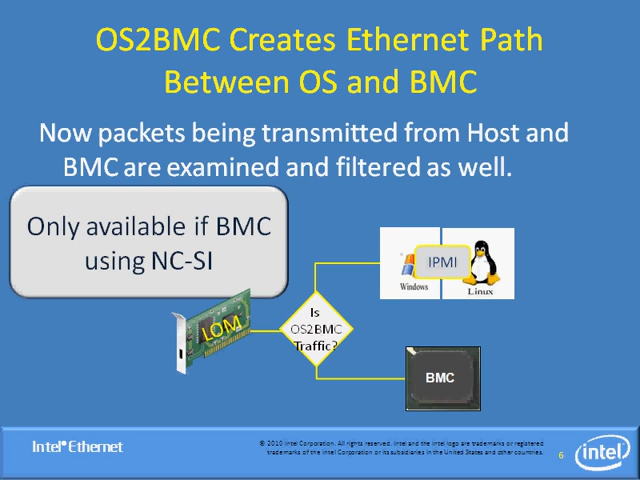 OS2BMC Creates Ethernet Path
Between OS and BMC
Now packets being transmitted from Host and
BMC are examined and filtered as well.
Only available if BMC
using NC-SI
IPMI
Windows
Linux
LOM
Is
OS2BMC
Traffic?
BMC
Intel® Ethernet
© 2010 Intel Corporation. All rights reserved. Intel and the Intel logo are trademarks or registered
trademarks of the Intel Corporation or its subsidiaries in the United States and other countries.
6
intel